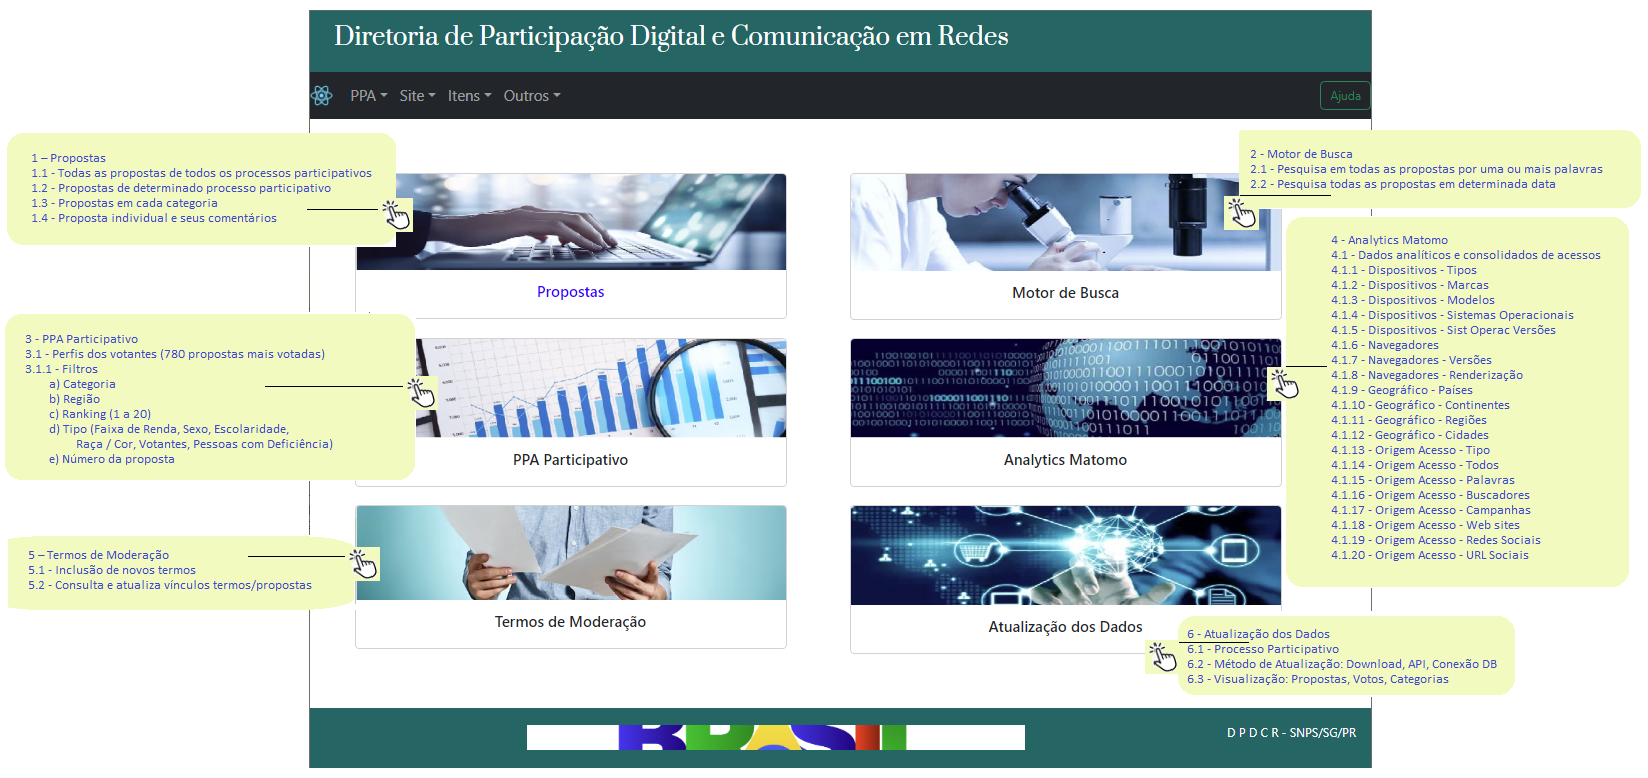 Diretoria de Participação Digital e Comunicação em Redes
PPA Site Itens Outros
Ajuda
1 – Propostas
1.1 - Todas as propostas de todos os processos participativos
1.2 - Propostas de determinado processo participativo
1.3 - Propostas em cada categoria
1.4 - Proposta individual e seus comentários
Propostas
2 - Motor de Busca
2.1 - Pesquisa em todas as propostas por uma ou mais palavras
2.2 - Pesquisa todas as propostas em determinada data
Motor de Busca
3 - PPA Participativo
3.1 - Perfis dos votantes (780 propostas mais votadas)
3.1.1 - Filtros
a) Categoria
b) Região
c) Ranking (1 a 20)
d) Tipo (Faixa de Renda, Sexo, Escolaridade,
Raça / Cor, Votantes, Pessoas com Deficiência)
e) Número da proposta
PPA Participativo
4 - Analytics Matomo
4.1 - Dados analíticos e consolidados de acessos
4.1.1 - Dispositivos - Tipos
4.1.2 - Dispositivos - Marcas
4.1.3 - Dispositivos - Modelos
4.1.4 - Dispositivos - Sistemas Operacionais
4.1.5 - Dispositivos - Sist Operac Versões
4.1.6 - Navegadores
4.1.7 - Navegadores - Versões
4.1.8 - Navegadores - Renderização
4.1.9 - Geográfico - Países
4.1.10 - Geográfico - Continentes
4.1.11 - Geográfico - Regiões
4.1.12 - Geográfico - Cidades
4.1.13 - Origem Acesso - Tipo
4.1.14 - Origem Acesso - Todos
4.1.15 - Origem Acesso - Palavras
4.1.16 - Origem Acesso - Buscadores
4.1.17 - Origem Acesso - Campanhas
4.1.18 - Origem Acesso - Web sites
4.1.19 - Origem Acesso - Redes Sociais
4.1.20 - Origem Acesso - URL Sociais
Analytics Matomo
5 – Termos de Moderação
5.1 - Inclusão de novos termos
5.2 - Consulta e atualiza vínculos termos/propostas
Termos de Moderação
Atualização dos Dados
6 - Atualização dos Dados
6.1 - Processo Participativo
6.2 - Método de Atualização: Download, API, Conexão DB
6.3 - Visualização: Propostas, Votos, Categorias
BRASIL
D P D C R - SNPS/SG/PR